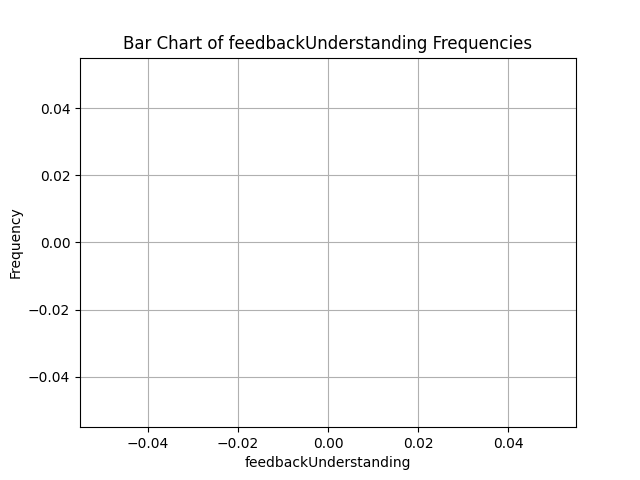 Bar Chart of feedbackUnderstanding Frequencies
0.04
0.02
0.00
−0.02
−0.04
Frequency
−0.04 −0.02 0.00 0.02 0.04
feedbackUnderstanding